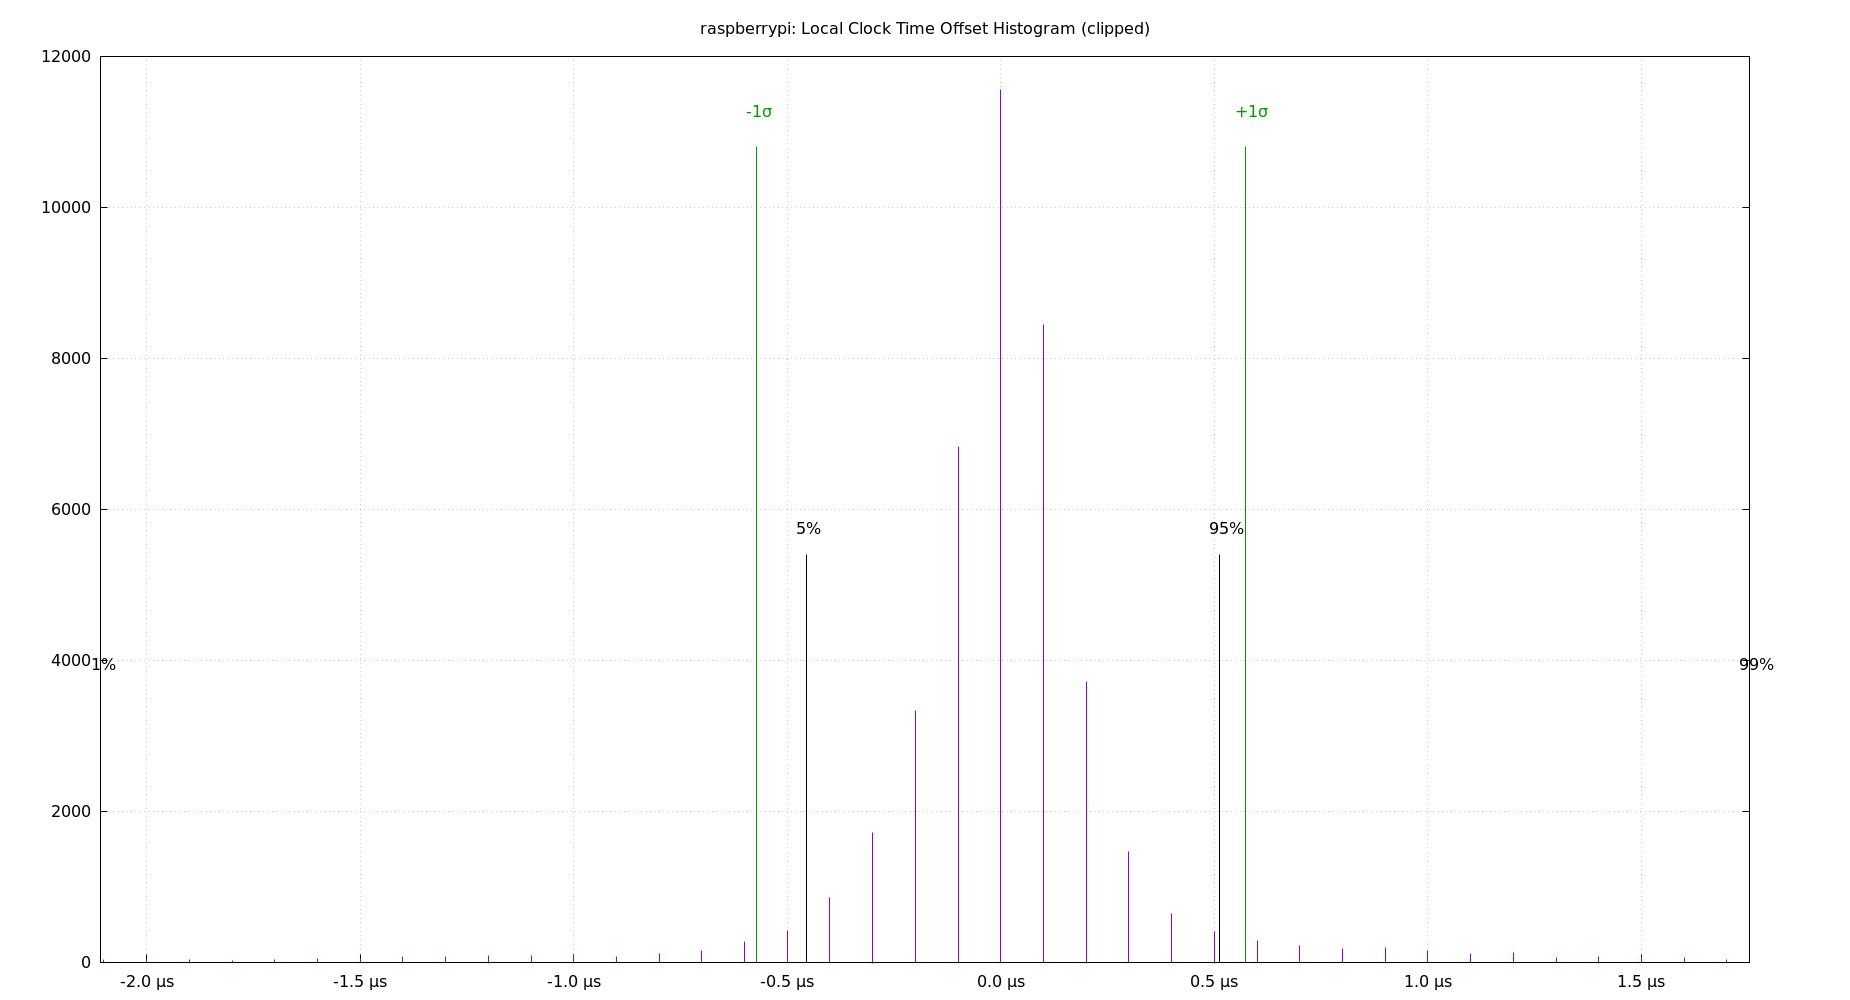 raspberrypi: Local Clock Time Offset Histogram (clipped)
12000
-1σ
+1σ
10000
8000
6000
5%
95%
4000
1%
99%
2000
0
-2.0 µs
-1.5 µs
-1.0 µs
-0.5 µs
0.0 µs
0.5 µs
1.0 µs
1.5 µs